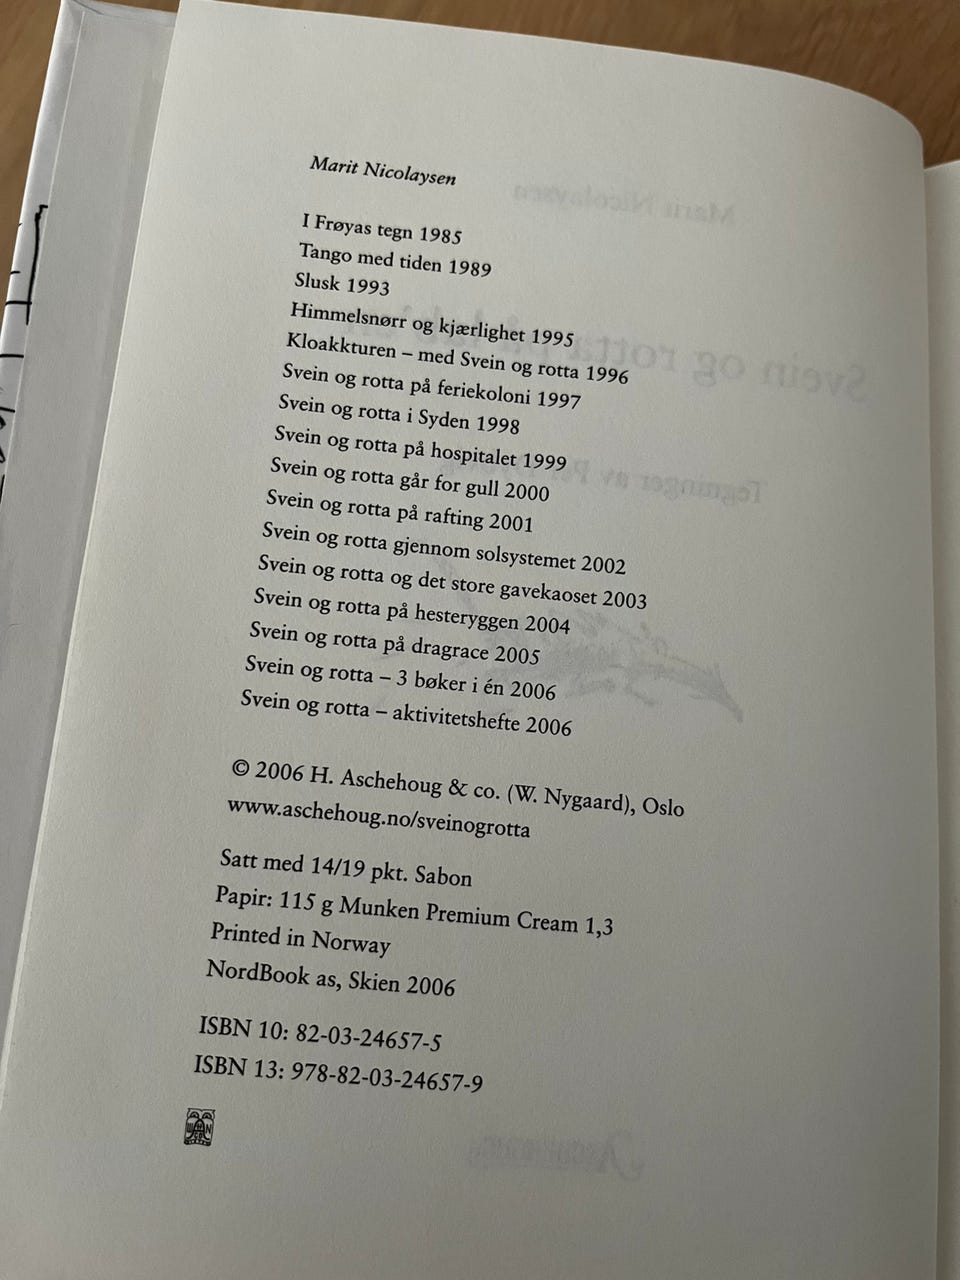 Marit Nicolaysen
I Frøyas tegn 1985
Tango med tiden 1989
Slusk 1993
Himmelsnørr og kjærlighet 1995
Kloakkturen – med Svein og rotta 1996
Svein og rotta på feriekoloni 1997
Svein og rotta i Syden 1998
Svein og rotta på hospitalet 1999
Svein og rotta går for gull 2000
Svein og rotta på rafting 2001
Svein og rotta gjennom solsystemet 2002
Svein og rotta og det store gavekaoset 2003
Svein og rotta på hesteryggen 2004
Svein og rotta på dragrace 2005
Svein og rotta – 3 bøker i én 2006
Svein og rotta – aktivitetshefte 2006
© 2006 H. Aschehoug & co. (W. Nygaard), Oslo
www.aschehoug.no/sveinogrotta
Satt med 14/19 pkt. Sabon
Papir: 115 g Munken Premium Cream 1,3
Printed in Norway
NordBook as, Skien 2006
ISBN 10: 82-03-24657-5
ISBN 13: 978-82-03-24657-9